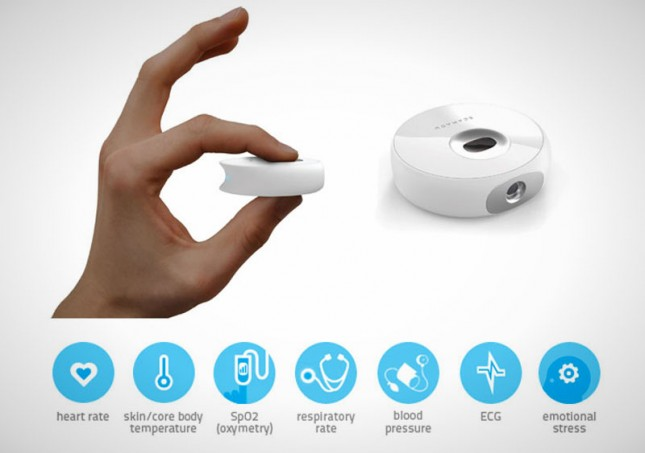 heart rate
skin/core body
temperature
SpO2
(oxymetry)
respiratory
rate
blood
pressure
ECG
emotional
stress